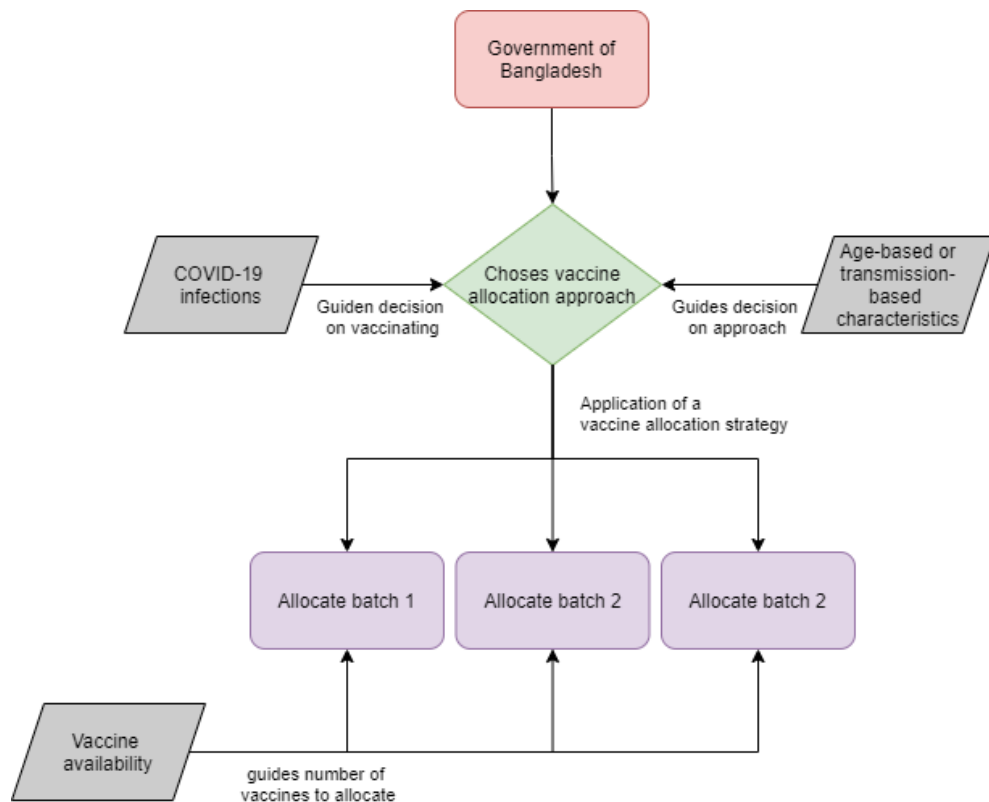 Government of
Bangladesh
COVID-19
infections
Guiden decision
on vaccinating
Choses vaccine
allocation approach
Guides decision
on approach
Age-based or
transmission-
based
characteristics
Application of a
vaccine allocation strategy
Allocate batch 1
Allocate batch 2
Allocate batch 2
Vaccine
availability
guides number of
vaccines to allocate